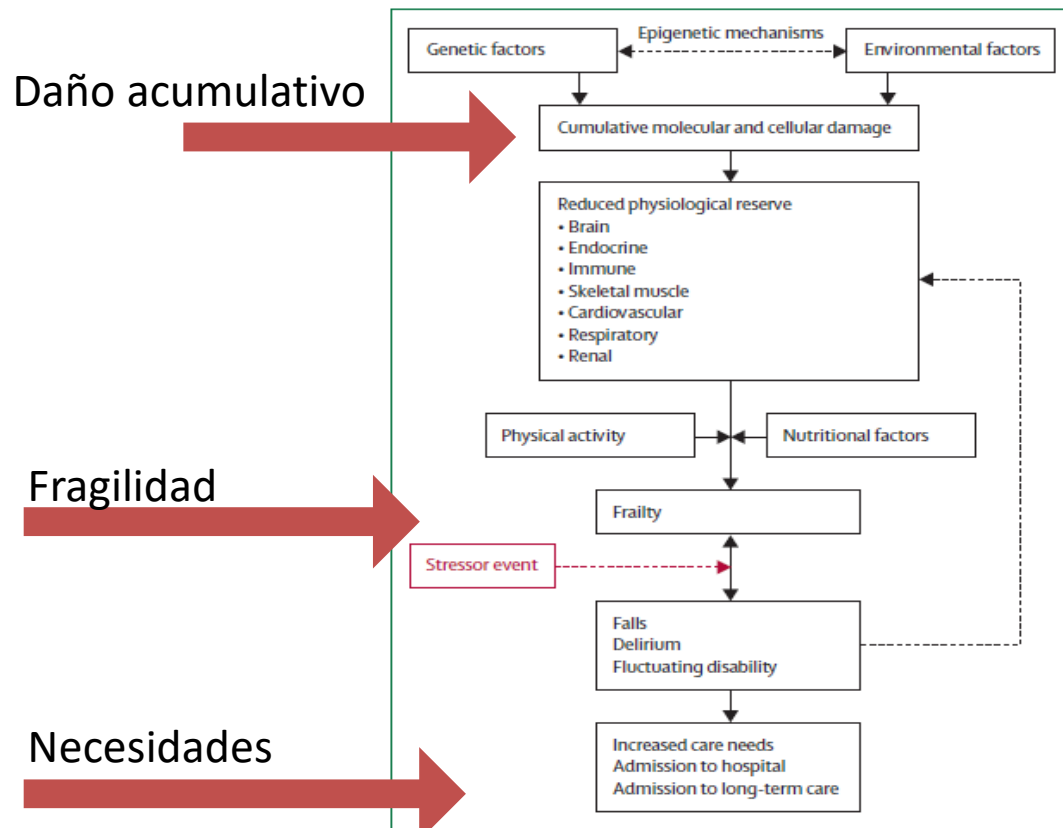 Epigenetic mechanisms
Genetic factors
Environmental factors
Daño acumulativo
Cumulative molecular and cellular damage
Reduced physiological reserve
• Brain
• Endocrine
• Immune
• Skeletal muscle
• Cardiovascular
• Respiratory
• Renal
Physical activity
Nutritional factors
Fragilidad
Frailty
Stressor event
Falls
Delirium
Fluctuating disability
Necesidades
Increased care needs
Admission to hospital
Admission to long-term care